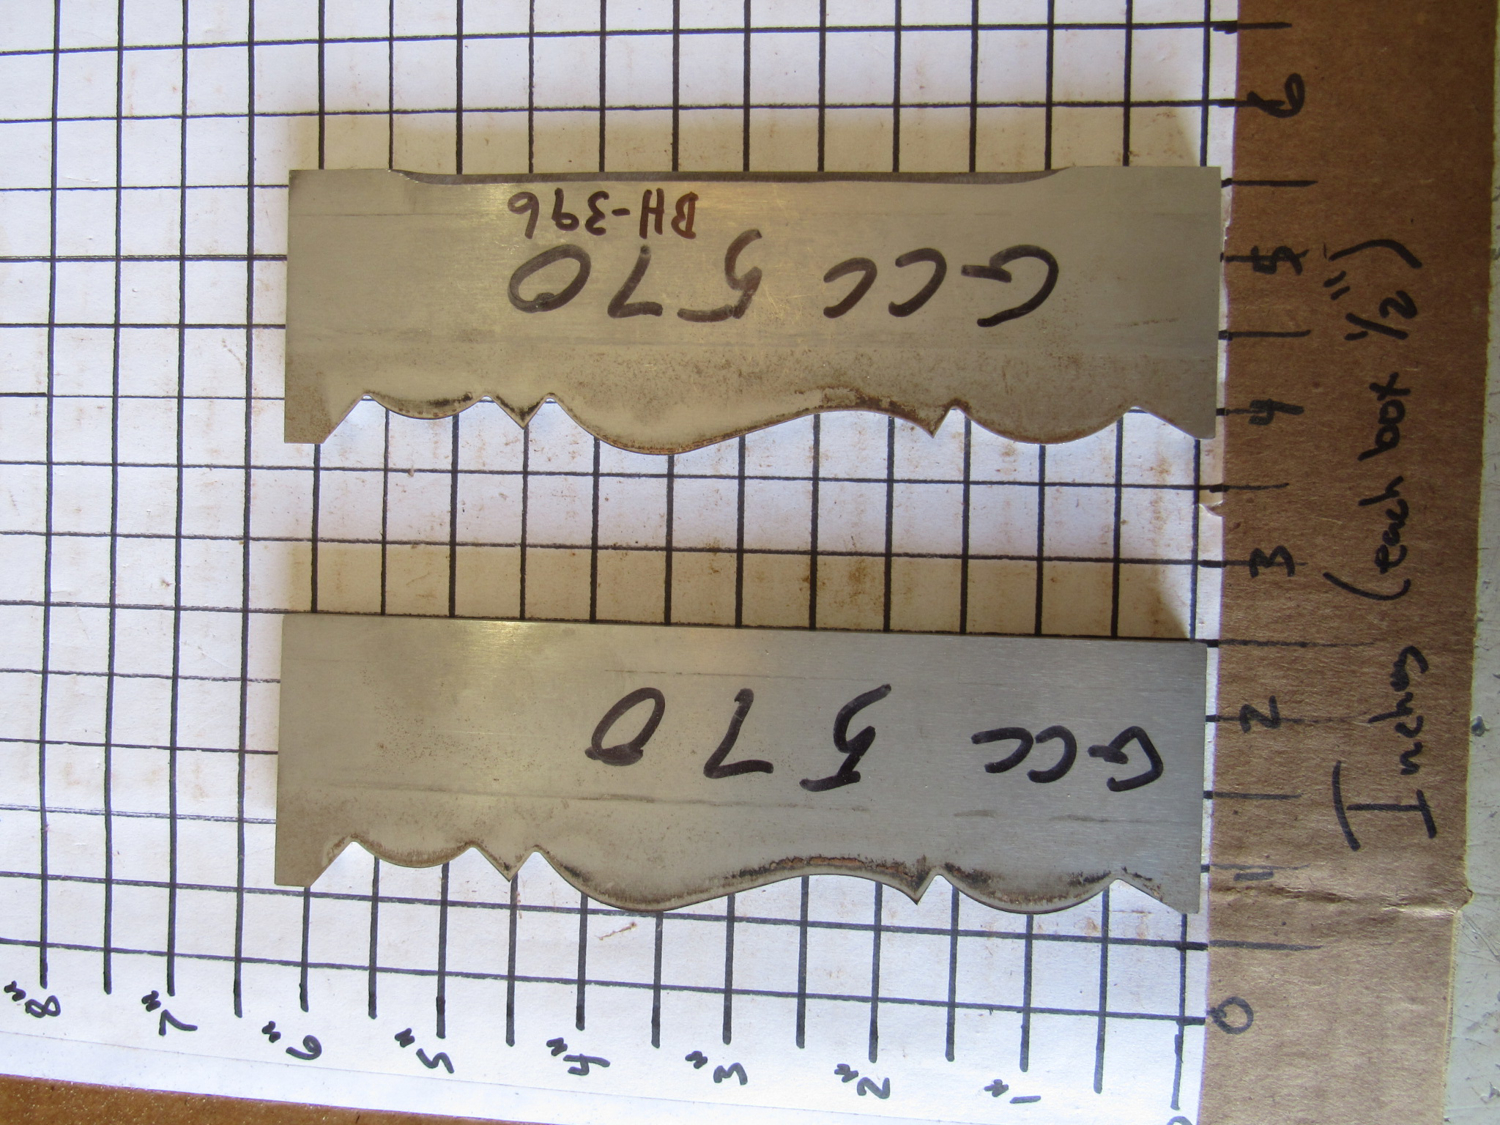 6
BH-396
GCC 570
5
4
3
Inches (each box 1/2")
GCC 570
2
1
0
8" 7" 6" 5" 4" 3" 2" 1"